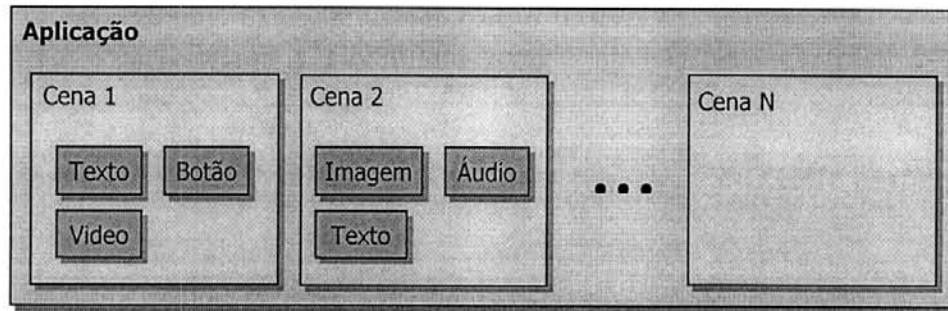 Aplicação
Cena 1
Texto
Botão
Video
Cena 2
Imagem
Áudio
Texto
...
Cena N